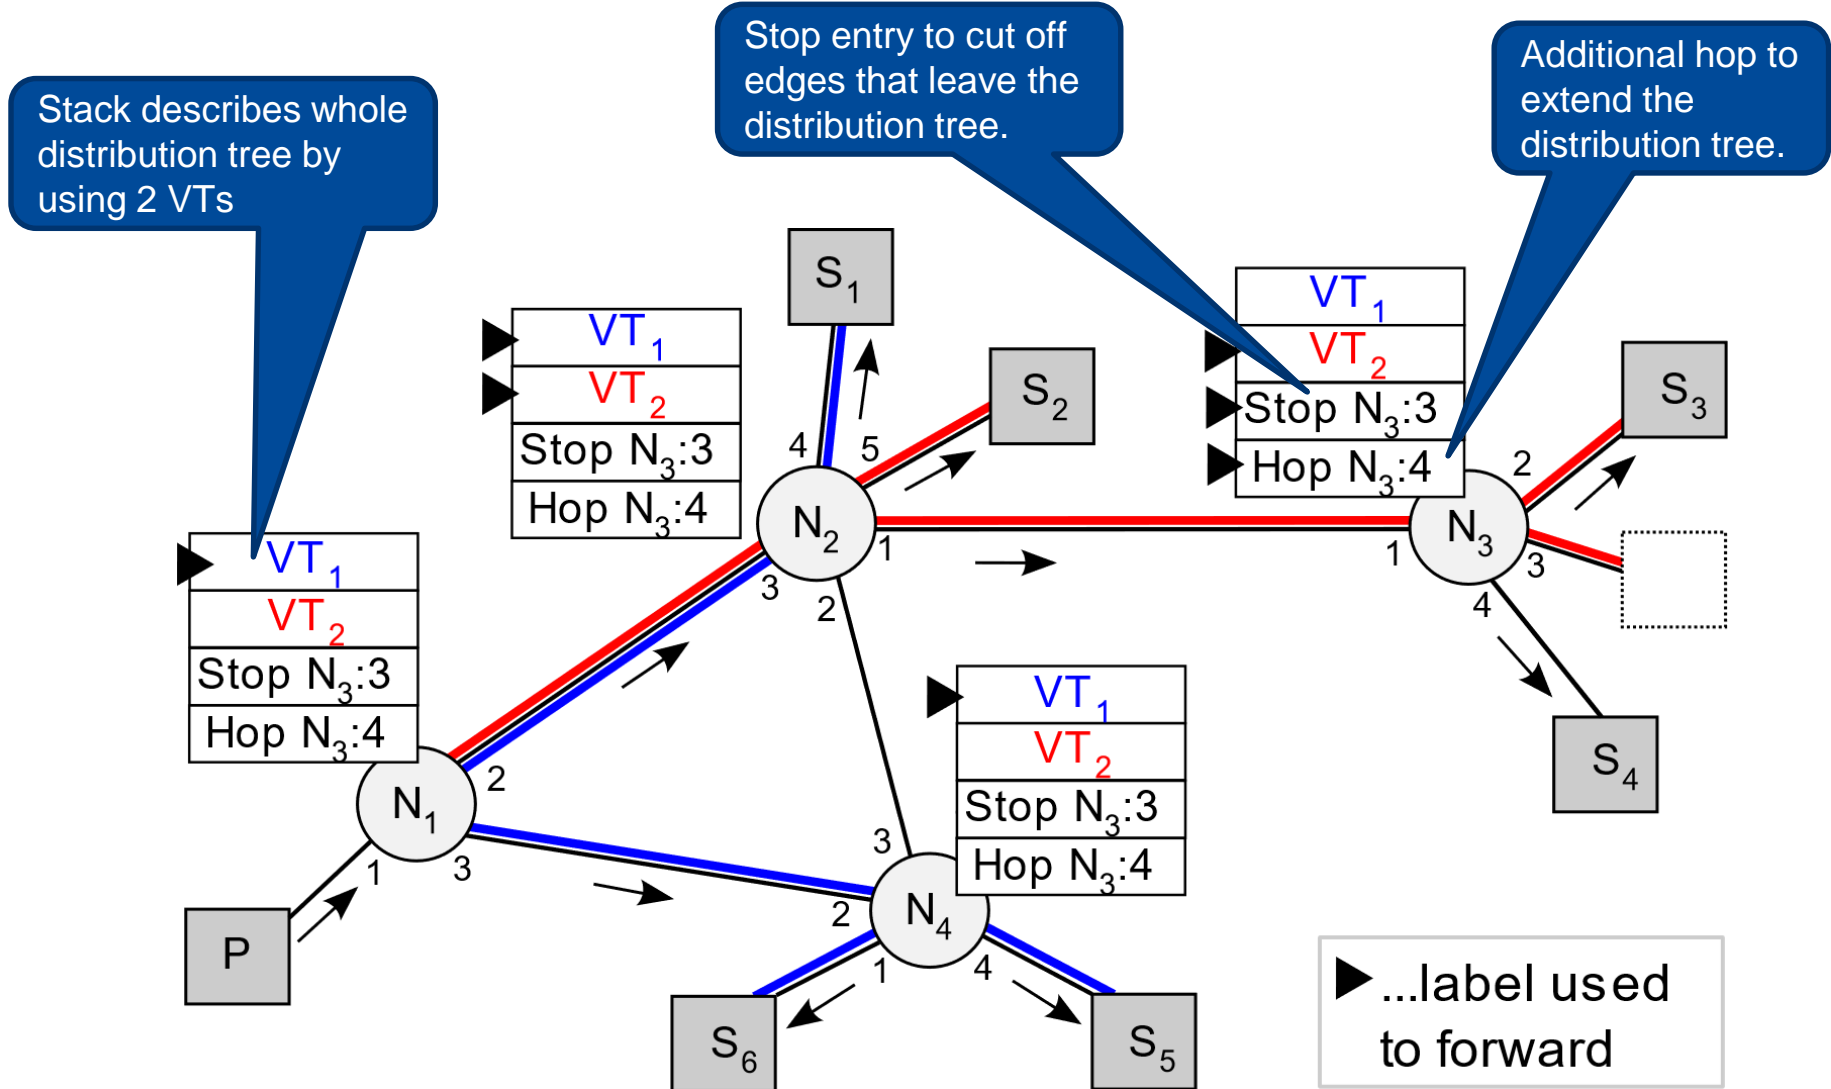 Stack describes whole
distribution tree by
using 2 VTs
Stop entry to cut off
edges that leave the
distribution tree.
Additional hop to
extend the
distribution tree.
S1
VT1
VT2
Stop N3:3
Hop N3:4
S2
VT1
VT2
Stop N3:3
Hop N3:4
S3
4
5
N2
1
3
2
1
N3
2
3
4
VT1
VT2
Stop N3:3
Hop N3:4
S4
N1
2
1
3
VT1
VT2
Stop N3:3
Hop N3:4
3
2
N4
1
4
P
S6
S5
...label used
to forward